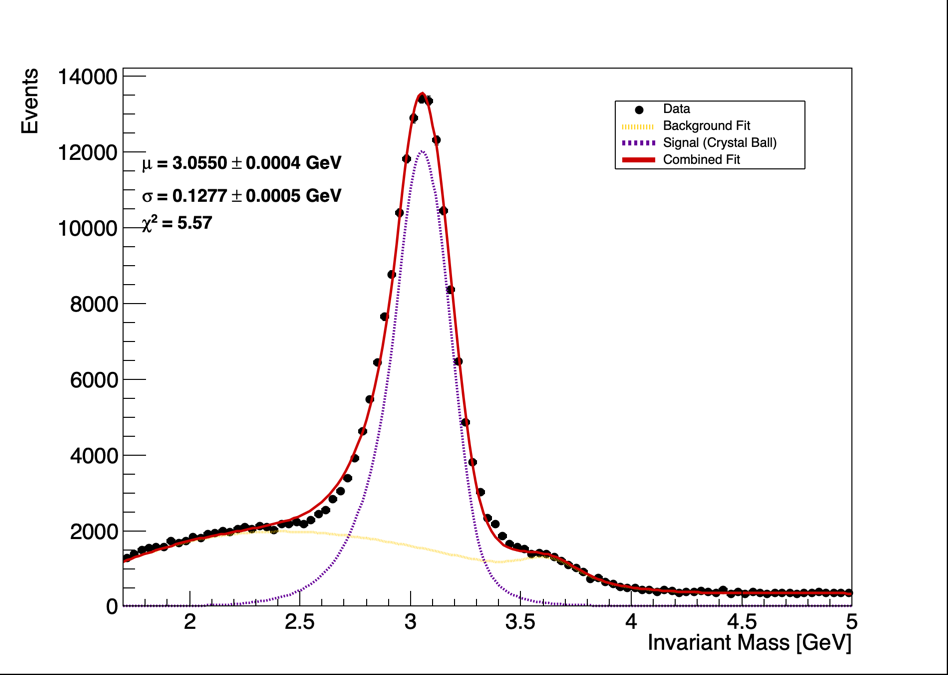 Events
14000
12000
10000
8000
6000
4000
2000
0
μ = 3.0550 ± 0.0004 GeV
σ = 0.1277 ± 0.0005 GeV
χ² = 5.57
Data
Background Fit
Signal (Crystal Ball)
Combined Fit
2 2.5 3 3.5 4 4.5 5
Invariant Mass [GeV]